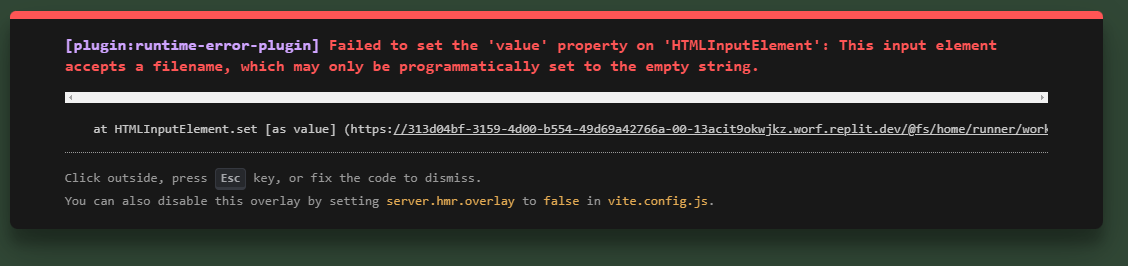 [plugin:runtime-error-plugin] Failed to set the 'value' property on 'HTMLInputElement': This input element
accepts a filename, which may only be programmatically set to the empty string.
at HTMLInputElement.set [as value] (https://313d04bf-3159-4d00-b554-49d69a42766a-00-13acit9okwjkz.worf.replit.dev/@fs/home/runner/work
Click outside, press Esc key, or fix the code to dismiss.
You can also disable this overlay by setting server.hmr.overlay to false in vite.config.js.